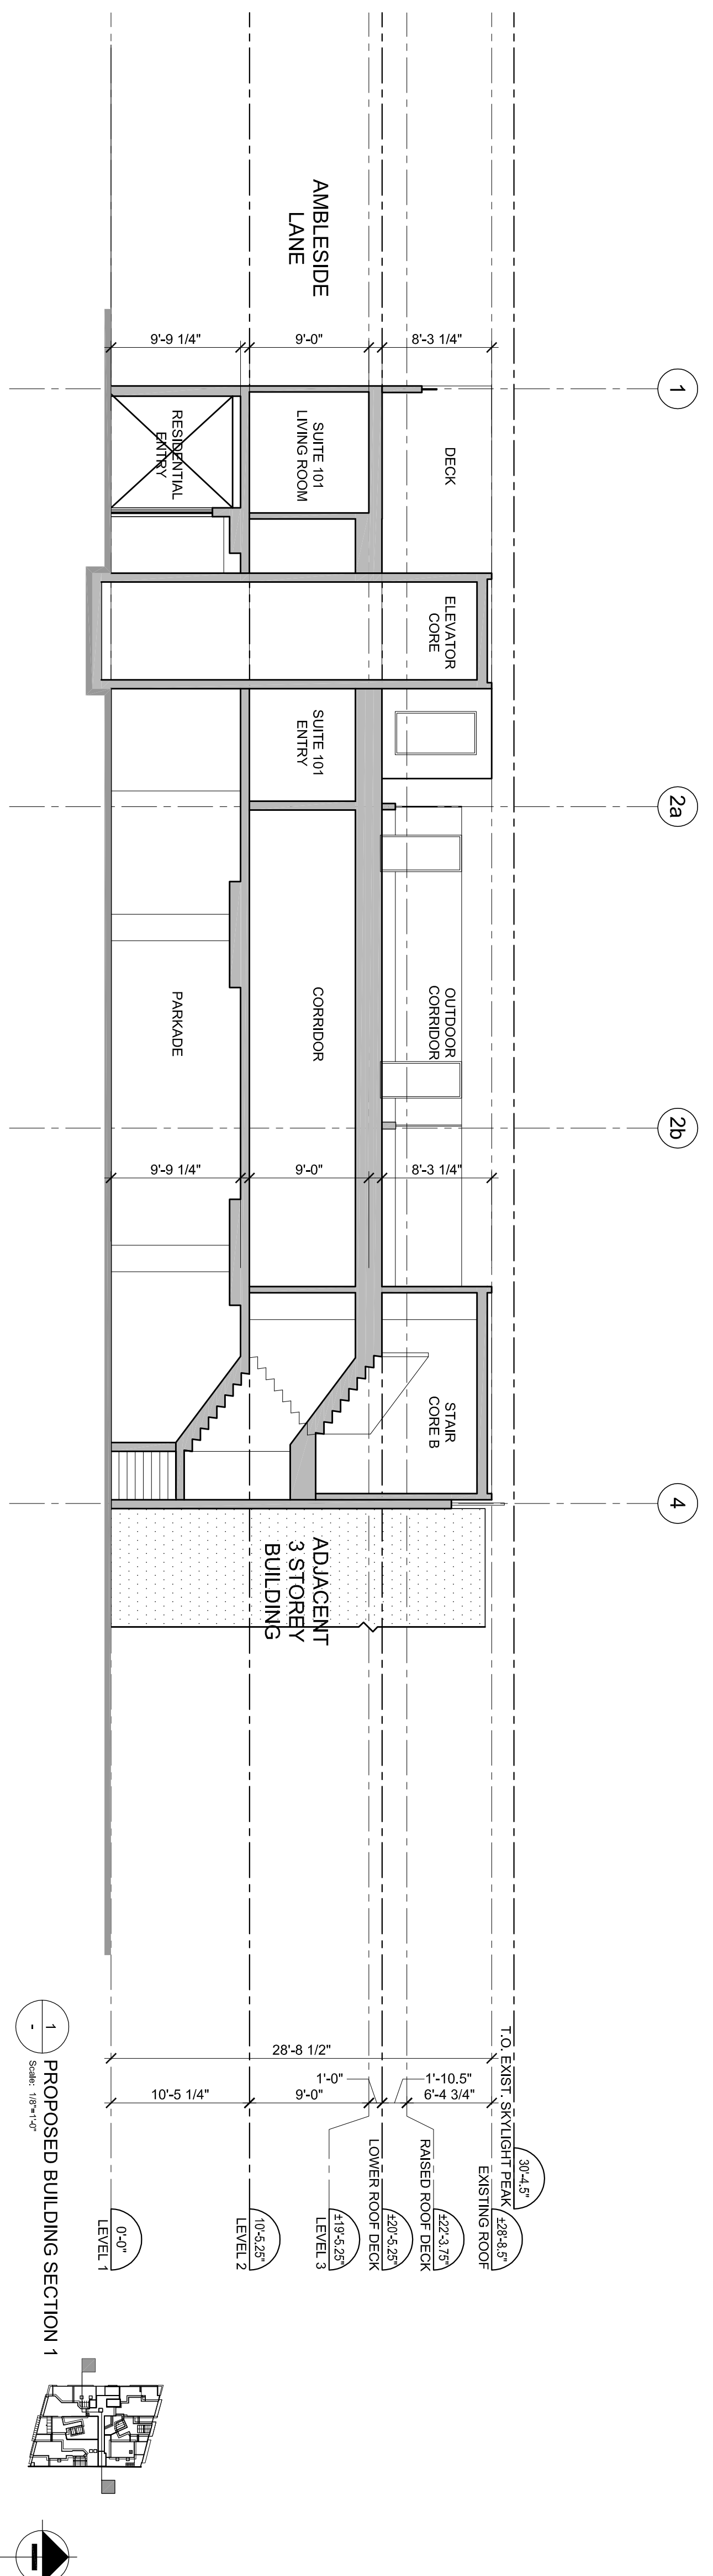 AMBLESIDE
LANE
1
2a
2b
4
8'-3 1/4"
9'-0"
9'-9 1/4"
DECK
SUITE 101
LIVING ROOM
RESIDENTIAL
ENTRY
ELEVATOR
CORE
SUITE 101
ENTRY
OUTDOOR
CORRIDOR
CORRIDOR
PARKADE
8'-3 1/4"
9'-0"
9'-9 1/4"
STAIR
CORE B
ADJACENT
3 STOREY
BUILDING
28'-8 1/2"
6'-4 3/4"
1'-10.5"
1'-0"
9'-0"
10'-5 1/4"
30'-4.5"
T.O. EXIST. SKYLIGHT PEAK
±28'-8.5"
EXISTING ROOF
±22'-3.75"
RAISED ROOF DECK
±20'-5.25"
LOWER ROOF DECK
±19'-5.25"
LEVEL 3
10'-5.25"
LEVEL 2
0'-0"
LEVEL 1
1
-
PROPOSED BUILDING SECTION 1
Scale: 1/8"=1'-0"